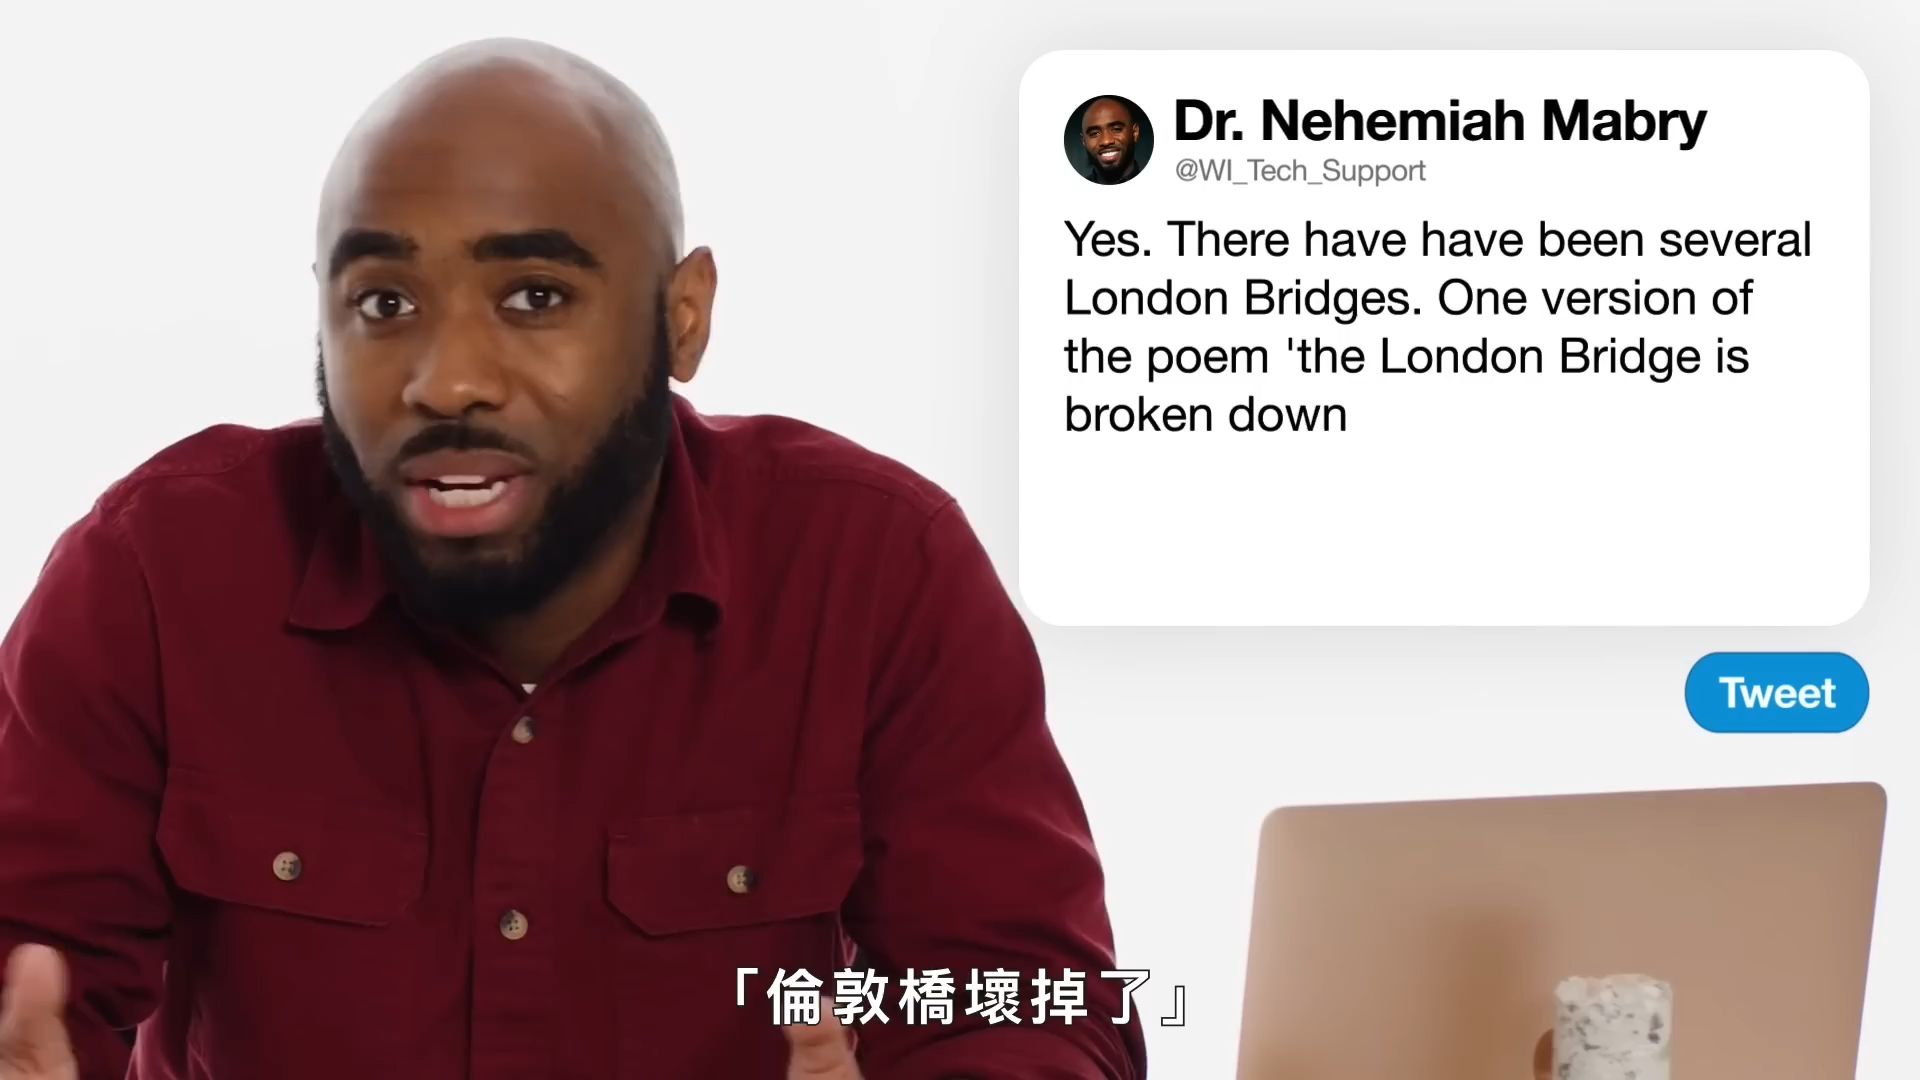 Dr. Nehemiah Mabry
@WI_Tech_Support
Yes. There have have been several
London Bridges. One version of
the poem 'the London Bridge is
broken down
Tweet
「倫敦橋壞掉了」